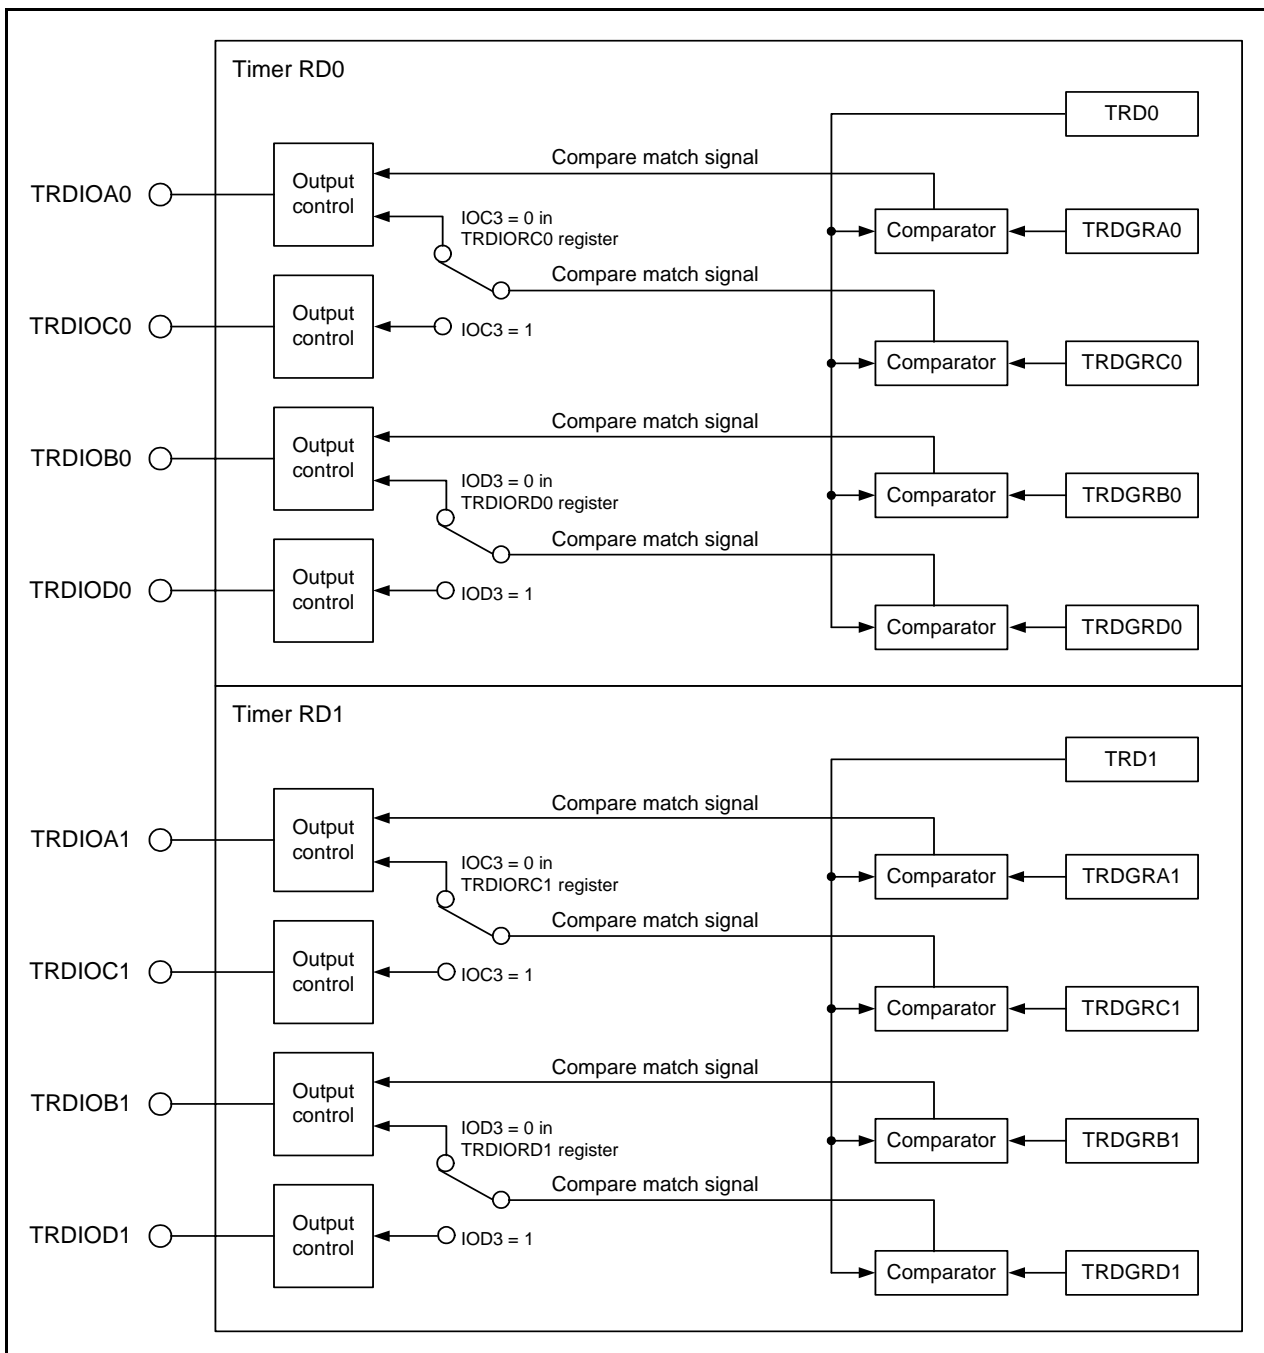 Timer RD0
TRD0
Compare match signal
TRDIOA0
Output
control
IOC3 = 0 in
TRDIORC0 register
Comparator
TRDGRA0
Compare match signal
TRDIOC0
Output
control
IOC3 = 1
Comparator
TRDGRC0
Compare match signal
TRDIOB0
Output
control
IOD3 = 0 in
TRDIORD0 register
Comparator
TRDGRB0
Compare match signal
TRDIOD0
Output
control
IOD3 = 1
Comparator
TRDGRD0
Timer RD1
TRD1
Compare match signal
TRDIOA1
Output
control
IOC3 = 0 in
TRDIORC1 register
Comparator
TRDGRA1
Compare match signal
TRDIOC1
Output
control
IOC3 = 1
Comparator
TRDGRC1
Compare match signal
TRDIOB1
Output
control
IOD3 = 0 in
TRDIORD1 register
Comparator
TRDGRB1
Compare match signal
TRDIOD1
Output
control
IOD3 = 1
Comparator
TRDGRD1